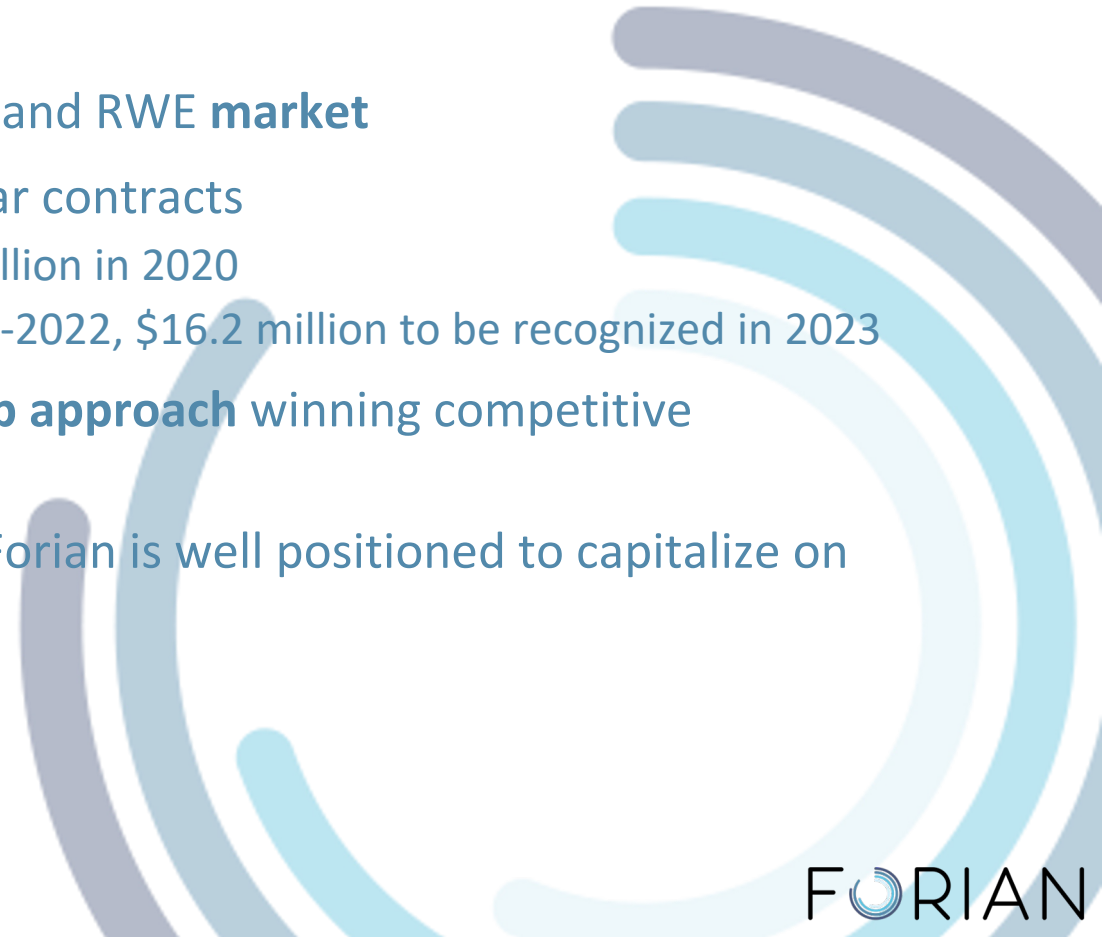 and RWE market
ar contracts
llion in 2020
-2022, $16.2 million to be recognized in 2023
p approach winning competitive
Forian is well positioned to capitalize on
FORIAN